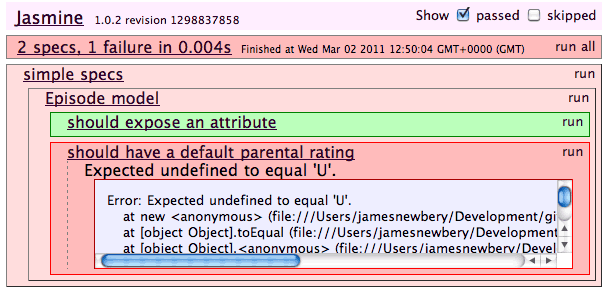 Jasmine 1.0.2 revision 1298837858 Show passed skipped
2 specs, 1 failure in 0.004s Finished at Wed Mar 02 2011 12:50:04 GMT+0000 (GMT) run all
simple specs run
Episode model run
should expose an attribute run
should have a default parental rating run
Expected undefined to equal 'U'.
Error: Expected undefined to equal 'U'.
at new <anonymous> (file:///Users/jamesnewbery/Development/gi
at [object Object].toEqual (file:///Users/jamesnewbery/Develop
at [object Object].<anonymous> (file:///Users/jamesnewbery/Devel